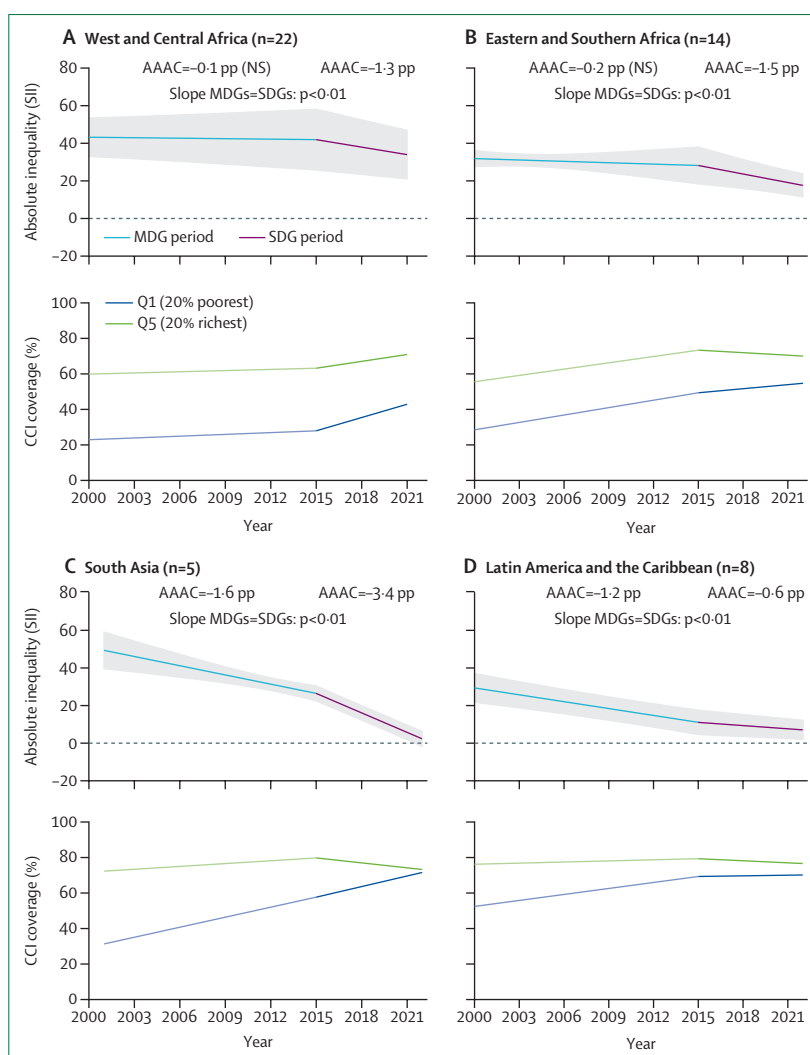 A West and Central Africa (n=22)
AAAC=–0·1 pp (NS) AAAC=–1·3 pp
Slope MDGs=SDGs: p<0·01
Absolute inequality (SII)
80
60
40
20
0
–20
MDG period SDG period
Q1 (20% poorest)
Q5 (20% richest)
CCI coverage (%)
100
80
60
40
20
0
2000 2003 2006 2009 2012 2015 2018 2021
Year
B Eastern and Southern Africa (n=14)
AAAC=–0·2 pp (NS) AAAC=–1·5 pp
Slope MDGs=SDGs: p<0·01
2000 2003 2006 2009 2012 2015 2018 2021
Year
C South Asia (n=5)
AAAC=–1·6 pp AAAC=–3·4 pp
Slope MDGs=SDGs: p<0·01
Absolute inequality (SII)
80
60
40
20
0
–20
CCI coverage (%)
100
80
60
40
20
0
2000 2003 2006 2009 2012 2015 2018 2021
Year
D Latin America and the Caribbean (n=8)
AAAC=–1·2 pp AAAC=–0·6 pp
Slope MDGs=SDGs: p<0·01
2000 2003 2006 2009 2012 2015 2018 2021
Year